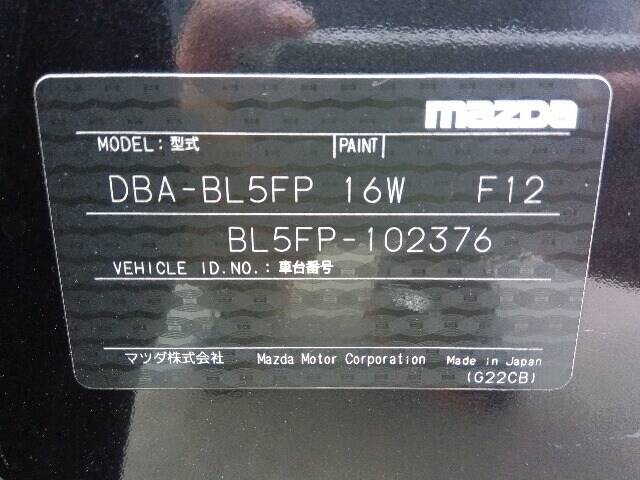 mazda
MODEL: 型式 PAINT
DBA-BL5FP 16W F12
BL5FP-102376
VEHICLE ID.NO.: 車台番号
マツダ株式会社 Mazda Motor Corporation Made in Japan
(G22CB)